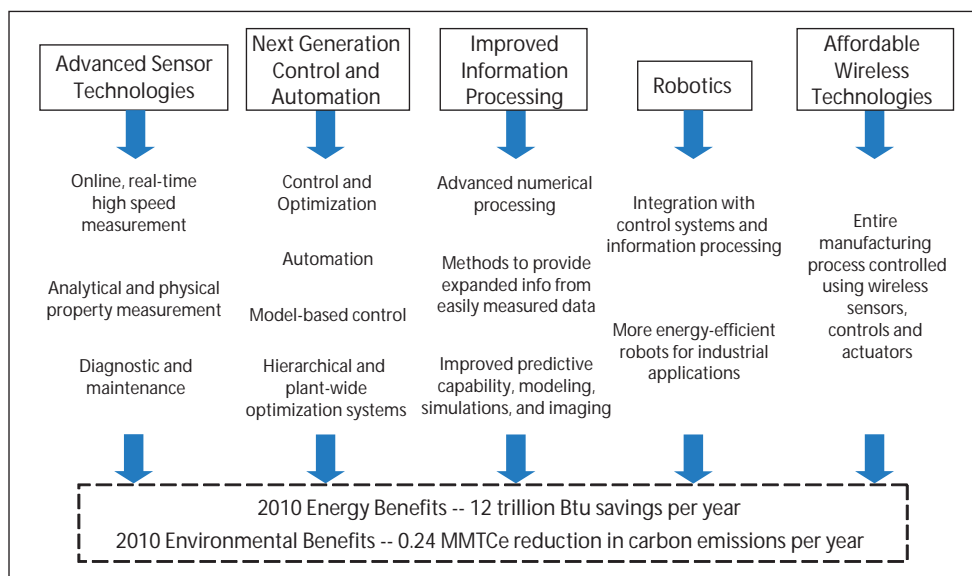 Advanced Sensor
Technologies
Next Generation
Control and
Automation
Improved
Information
Processing
Robotics
Affordable
Wireless
Technologies
Online, real-time
high speed
measurement
Analytical and physical
property measurement
Diagnostic and
maintenance
Control and
Optimization
Automation
Model-based control
Hierarchical and
plant-wide
optimization systems
Advanced numerical
processing
Methods to provide
expanded info from
easily measured data
Improved predictive
capability, modeling,
simulations, and imaging
Integration with
control systems and
information processing
More energy-efficient
robots for industrial
applications
Entire
manufacturing
process controlled
using wireless
sensors,
controls and
actuators
2010 Energy Benefits -- 12 trillion Btu savings per year
2010 Environmental Benefits -- 0.24 MMTCe reduction in carbon emissions per year